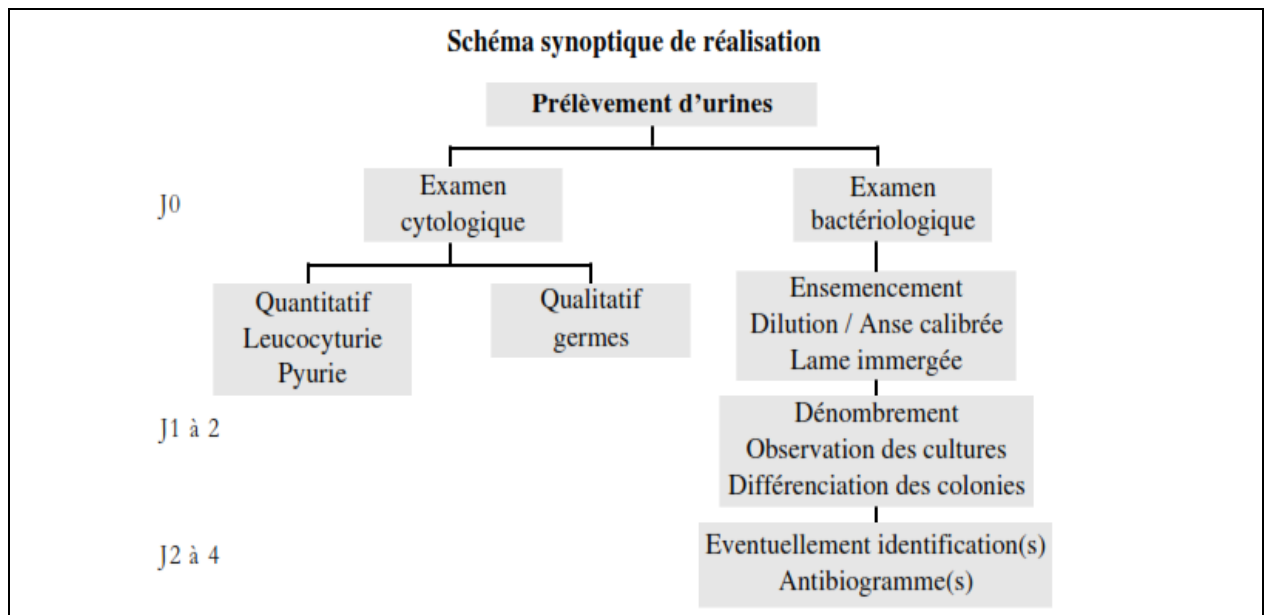 Schéma synoptique de réalisation
Prélèvement d'urines
J0
Examen
cytologique
Examen
bactériologique
Quantitatif
Leucocyturie
Pyurie
Qualitatif
germes
Ensemencement
Dilution / Anse calibrée
Lame immergée
J1 à 2
Dénombrement
Observation des cultures
Différenciation des colonies
J2 à 4
Eventuellement identification(s)
Antibiogramme(s)